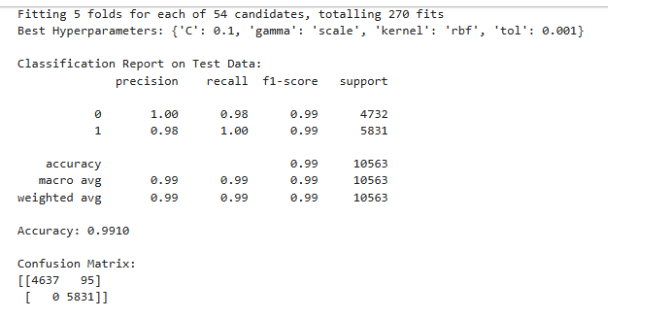 Fitting 5 folds for each of 54 candidates, totalling 270 fits
Best Hyperparameters: {'C': 0.1, 'gamma': 'scale', 'kernel': 'rbf', 'tol': 0.001}
Classification Report on Test Data:
precision recall f1-score support
0 1.00 0.98 0.99 4732
1 0.98 1.00 0.99 5831
accuracy 0.99 10563
macro avg 0.99 0.99 0.99 10563
weighted avg 0.99 0.99 0.99 10563
Accuracy: 0.9910
Confusion Matrix:
[[4637 95]
[ 0 5831]]